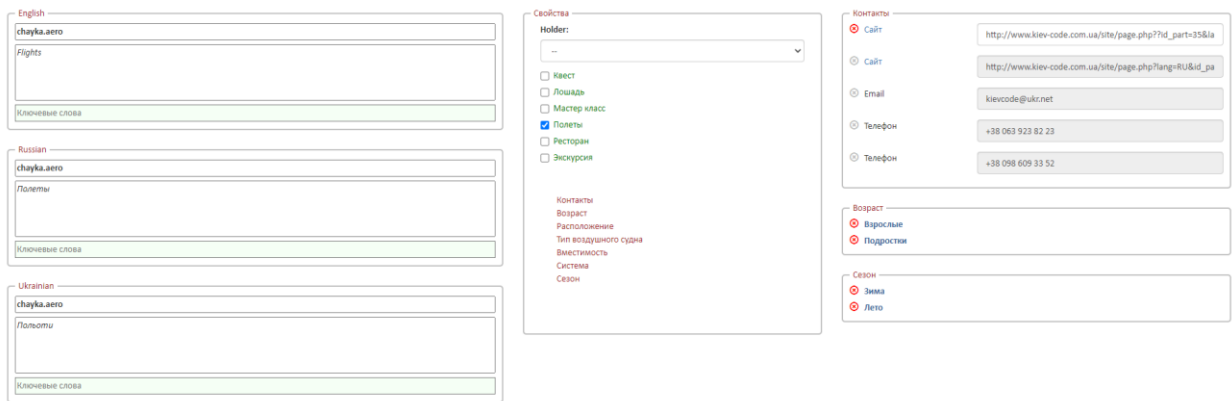 English
chayka.aero
Flights
Ключевые слова
Russian
chayka.aero
Полеты
Ключевые слова
Ukrainian
chayka.aero
Польоти
Ключевые слова
Свойства
Holder:
--
Квест
Лошадь
Мастер класс
Полеты
Ресторан
Экскурсия
Контакты
Возраст
Расположение
Тип воздушного судна
Вместимость
Система
Сезон
Контакты
Сайт http://www.kiev-code.com.ua/site/page.php??id_part=35&la
Сайт http://www.kiev-code.com.ua/site/page.php?lang=RU&id_pa
Email kievcode@ukr.net
Телефон +38 063 923 82 23
Телефон +38 098 609 33 52
Возраст
Взрослые
Подростки
Сезон
Зима
Лето